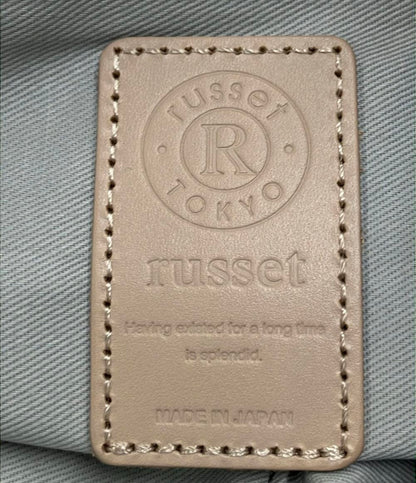 russet
R
TOKYO
russet
Having existed for a long time
is splendid.
MADE IN JAPAN